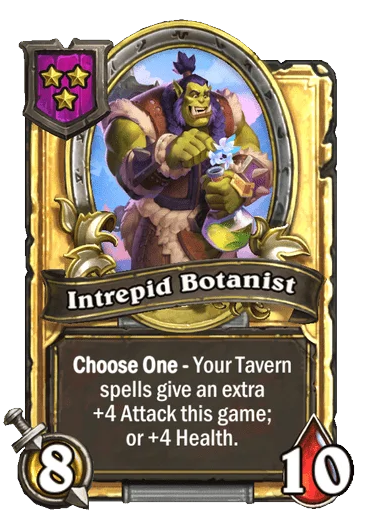 Intrepid Botanist
Choose One - Your Tavern
spells give an extra
+4 Attack this game;
or +4 Health.
8
10